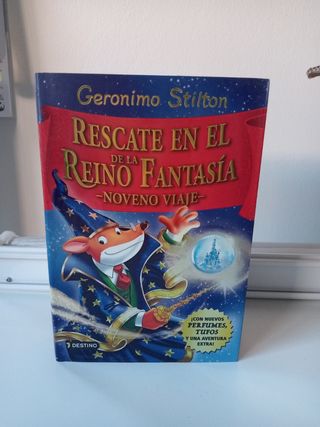 Geronimo Stilton
RESCATE EN EL
REINO DE LA FANTASÍA
-NOVENO VIAJE-
¡CON NUEVOS
PERFUMES,
TUFOS
Y UNA AVENTURA
EXTRA!
DESTINO